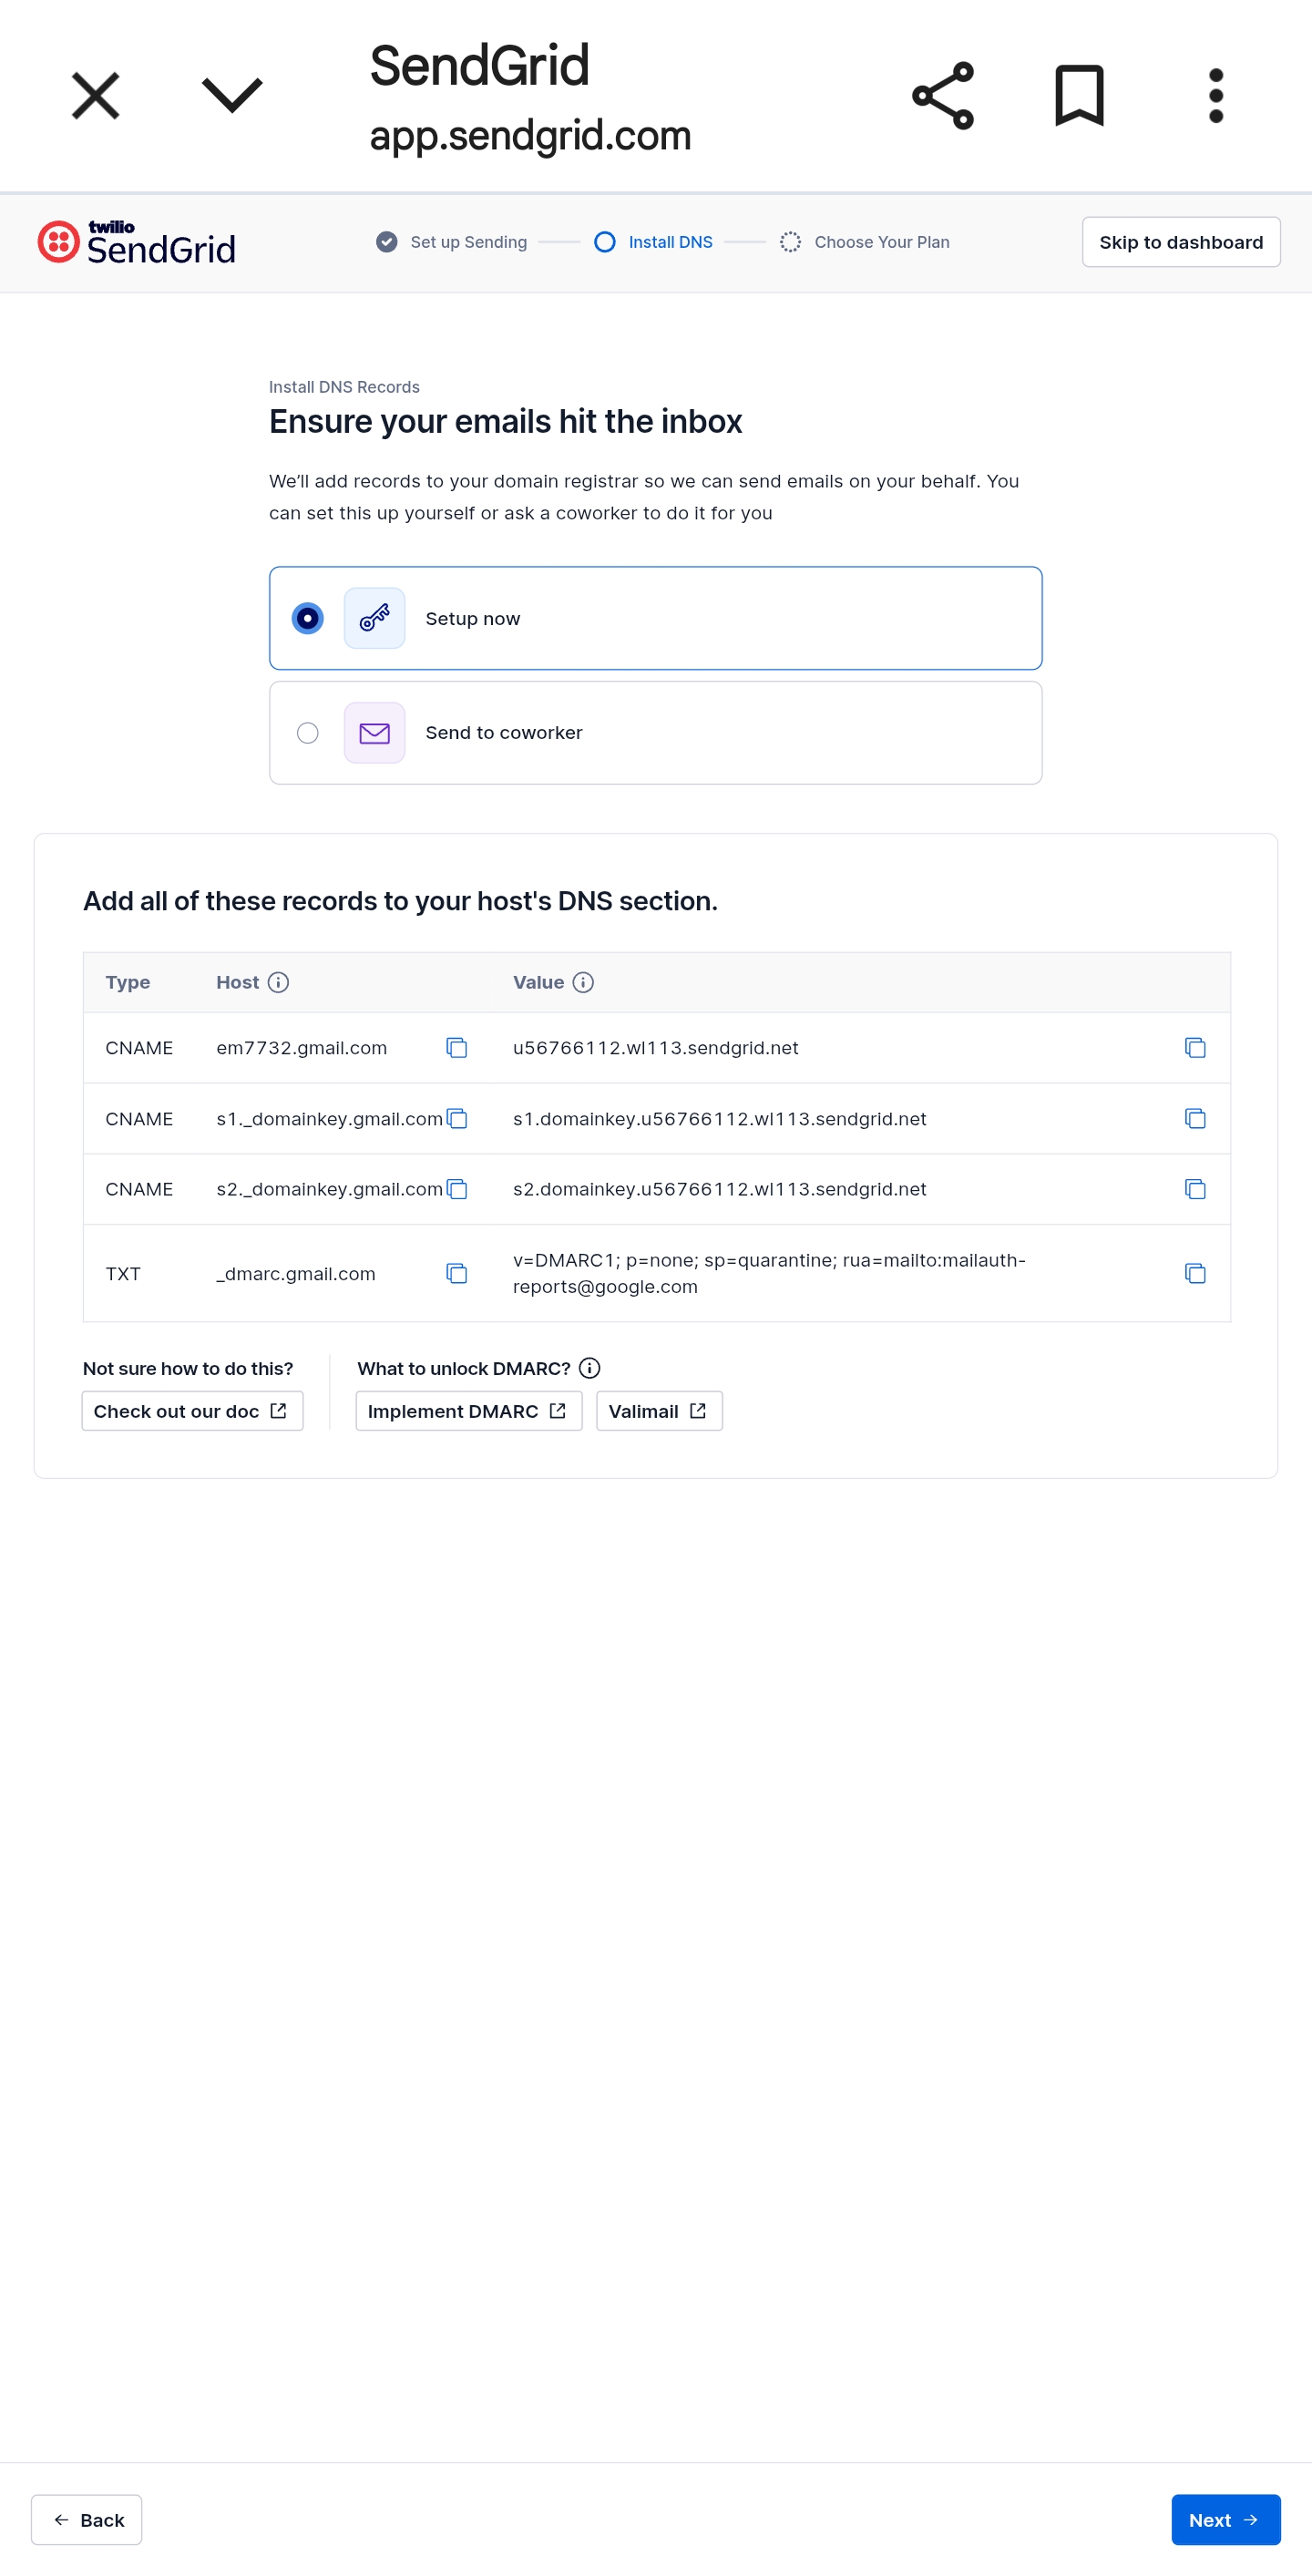 SendGrid
app.sendgrid.com
twilio
SendGrid
Set up Sending
Install DNS
Choose Your Plan
Skip to dashboard
Install DNS Records
Ensure your emails hit the inbox
We'll add records to your domain registrar so we can send emails on your behalf. You
can set this up yourself or ask a coworker to do it for you
Setup now
Send to coworker
Add all of these records to your host's DNS section.
Type Host Value
CNAME em7732.gmail.com u56766112.wl113.sendgrid.net
CNAME s1._domainkey.gmail.com s1.domainkey.u56766112.wl113.sendgrid.net
CNAME s2._domainkey.gmail.com s2.domainkey.u56766112.wl113.sendgrid.net
TXT _dmarc.gmail.com v=DMARC1; p=none; sp=quarantine; rua=mailto:mailauth-
reports@google.com
Not sure how to do this?
Check out our doc
What to unlock DMARC?
Implement DMARC
Valimail
Back
Next